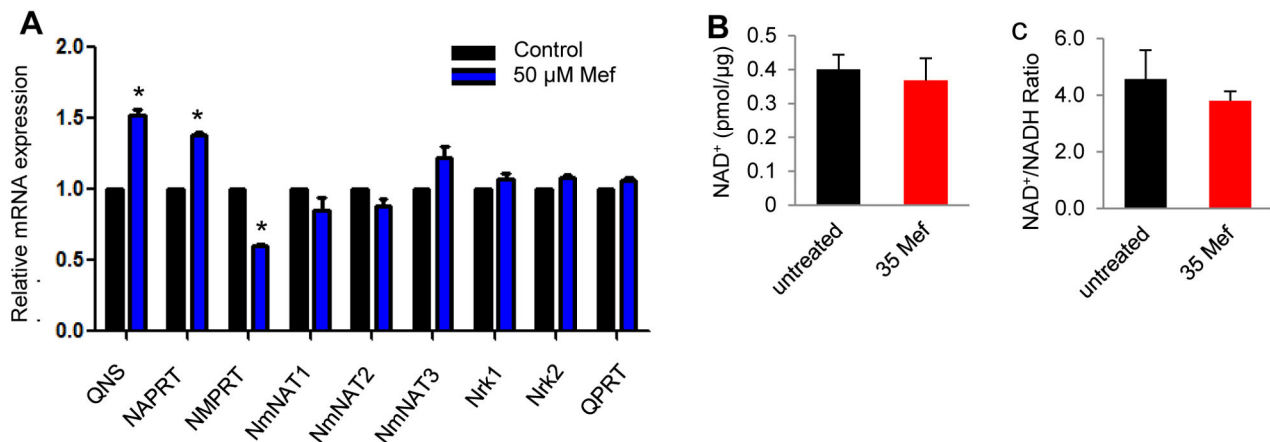 A
2.0
1.5
1.0
0.5
0.0
Relative mRNA expression
Control
50 µM Mef
*
*
*
QNS
NAPRT
NMPRT
NmNAT1
NmNAT2
NmNAT3
Nrk1
Nrk2
QPRT
B
0.5
0.4
0.3
0.2
0.1
0
NAD⁺ (pmol/µg)
untreated
35 Mef
C
6.0
4.0
2.0
0.0
NAD⁺/NADH Ratio
untreated
35 Mef